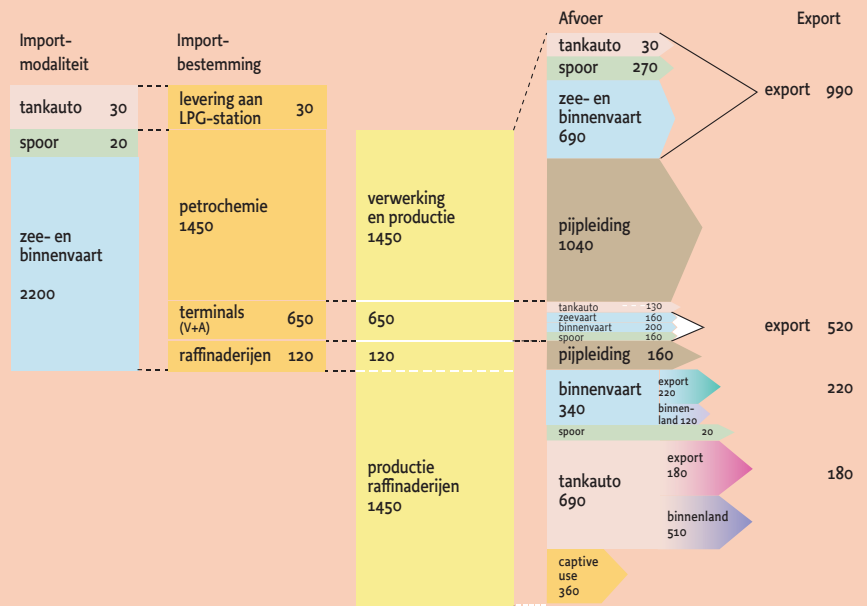 Import-
modaliteit
tankauto 30
spoor 20
zee- en
binnenvaart
2200
Import-
bestemming
levering aan
LPG-station 30
petrochemie
1450
terminals
(V+A) 650
raffinaderijen 120
verwerking
en productie
1450
650
120
productie
raffinaderijen
1450
Afvoer
tankauto 30
spoor 270
zee- en
binnenvaart
690
pijpleiding
1040
tankauto 130
zeevaart 160
binnenvaart 200
spoor 160
pijpleiding 160
binnenvaart
340
export
220
binnen-
land 120
spoor 20
tankauto
690
export
180
binnenland
510
captive
use
360
Export
export 990
export 520
220
180